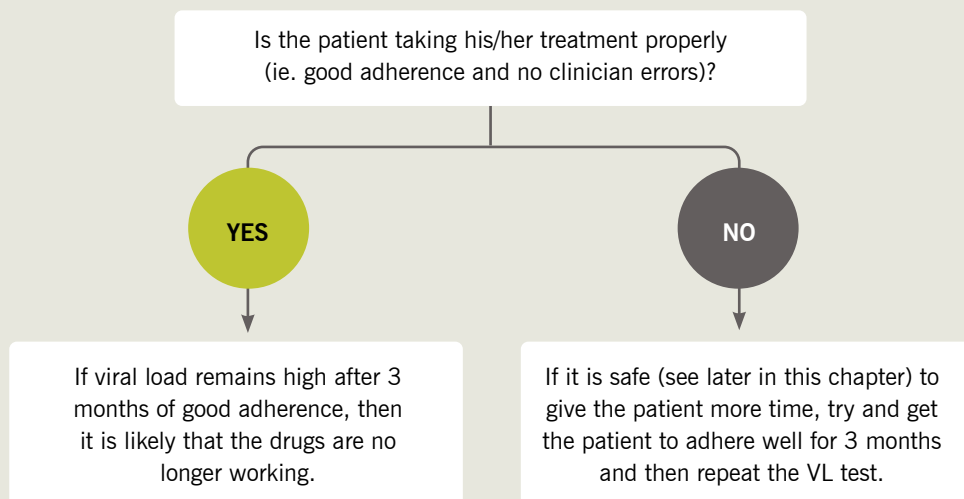 Is the patient taking his/her treatment properly
(ie. good adherence and no clinician errors)?
YES
NO
If viral load remains high after 3
months of good adherence, then
it is likely that the drugs are no
longer working.
If it is safe (see later in this chapter) to
give the patient more time, try and get
the patient to adhere well for 3 months
and then repeat the VL test.